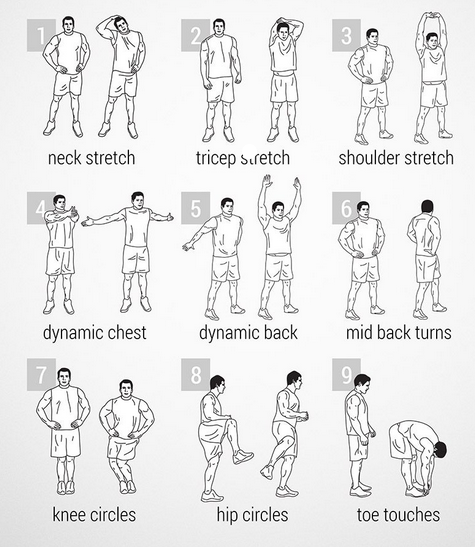 1 2 3
neck stretch tricep stretch shoulder stretch
4 5 6
dynamic chest dynamic back mid back turns
7 8 9
knee circles hip circles toe touches